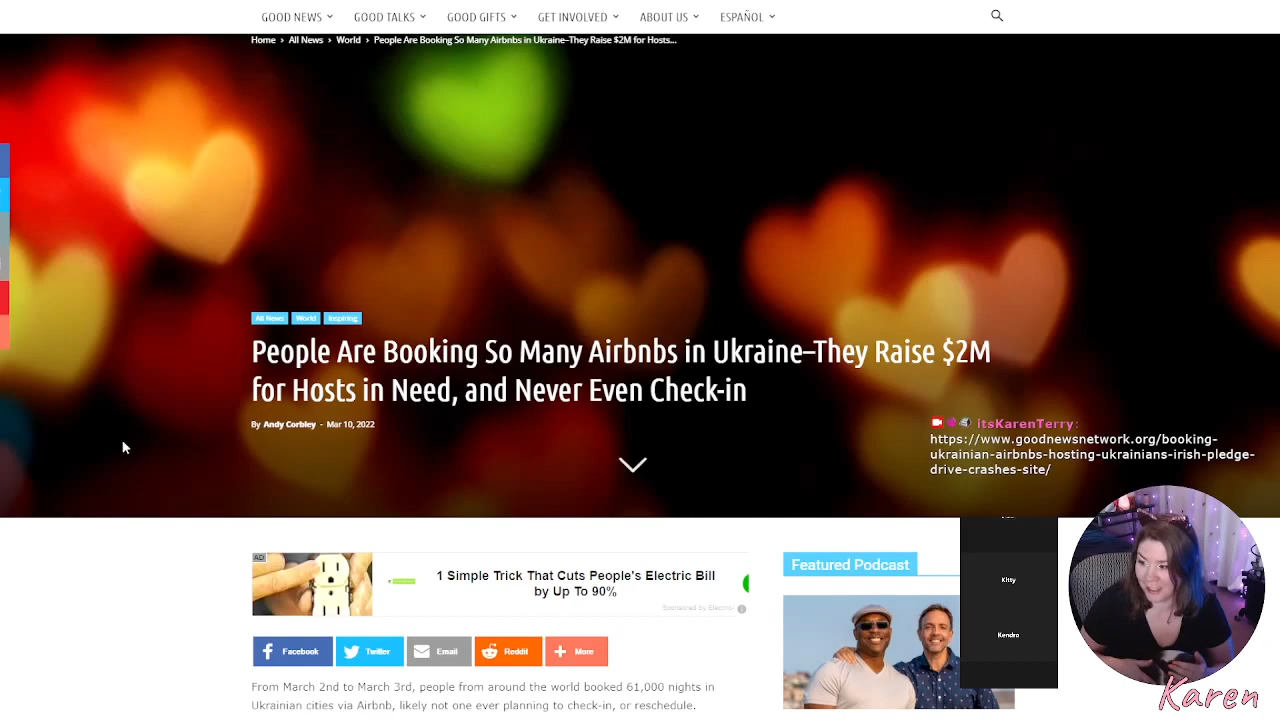 GOOD NEWS GOOD TALKS GOOD GIFTS GET INVOLVED ABOUT US ESPAÑOL
Home › All News › World › People Are Booking So Many Airbnbs in Ukraine–They Raise $2M for Hosts...
All News World Inspiring
People Are Booking So Many Airbnbs in Ukraine–They Raise $2M
for Hosts in Need, and Never Even Check-in
By Andy Corbley - Mar 10, 2022
itsKarenTerry:
https://www.goodnewsnetwork.org/booking-
ukrainian-airbnbs-hosting-ukrainians-irish-pledge-
drive-crashes-site/
AD
1 Simple Trick That Cuts People's Electric Bill
by Up To 90%
Sponsored by Electro-
Featured Podcast
Facebook Twitter Email Reddit More
From March 2nd to March 3rd, people from around the world booked 61,000 nights in
Ukrainian cities via Airbnb, likely not one ever planning to check-in, or reschedule.
Kitty
Kendra
Karen